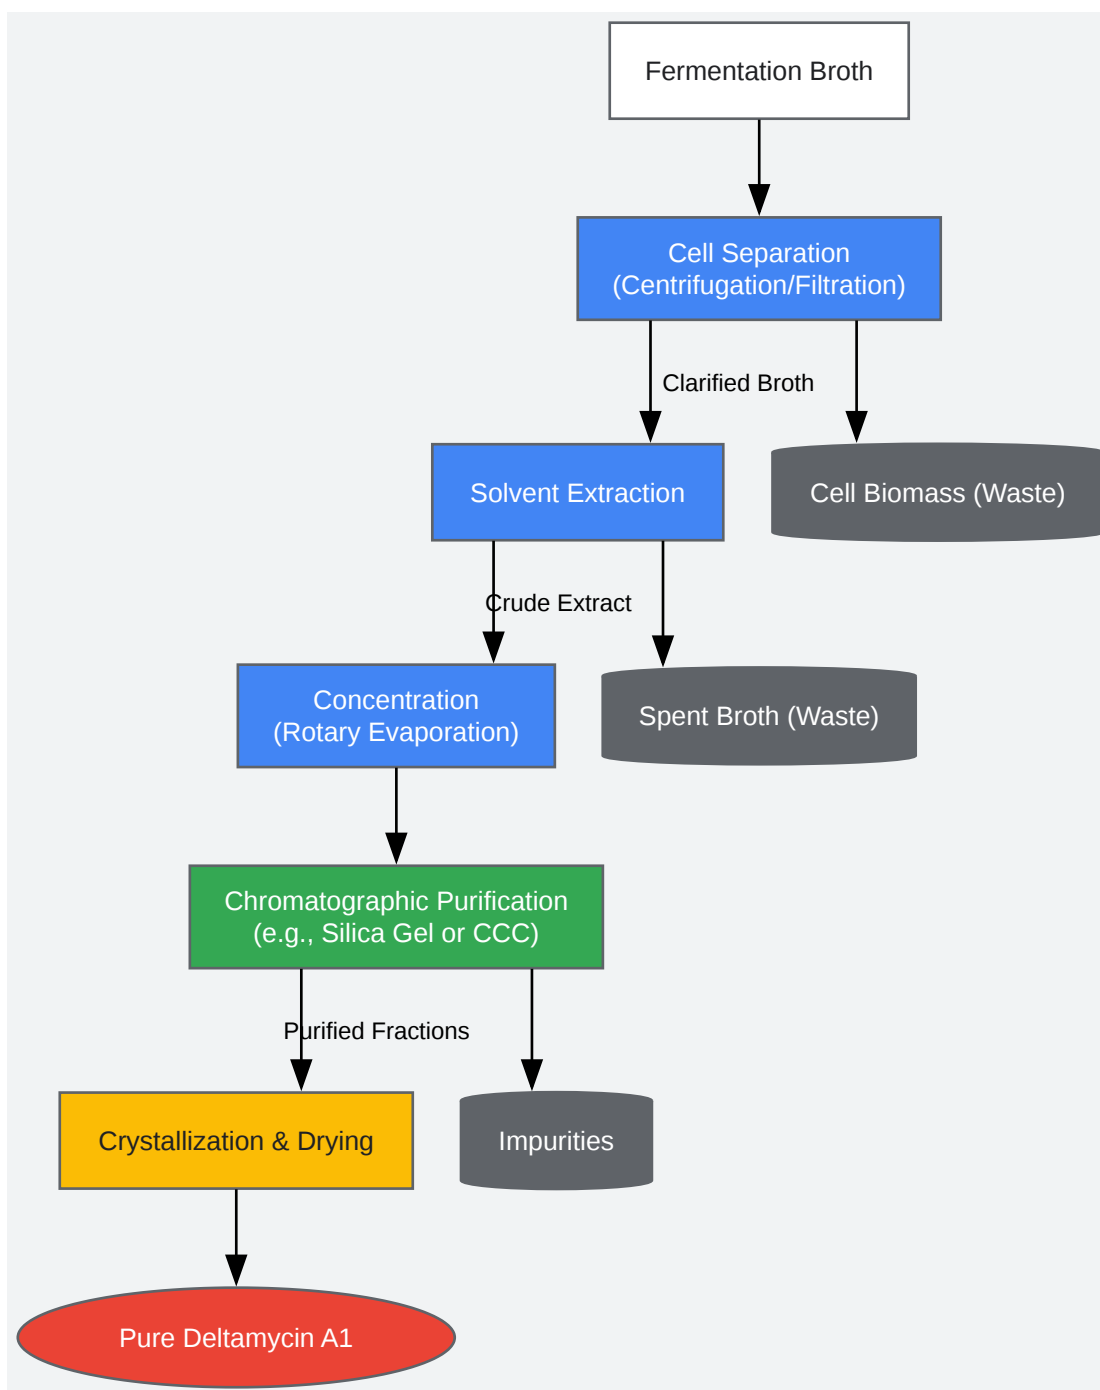 Fermentation Broth
Cell Separation
(Centrifugation/Filtration)
Clarified Broth
Solvent Extraction
Cell Biomass (Waste)
Crude Extract
Concentration
(Rotary Evaporation)
Spent Broth (Waste)
Chromatographic Purification
(e.g., Silica Gel or CCC)
Purified Fractions
Crystallization & Drying
Impurities
Pure Deltamycin A1